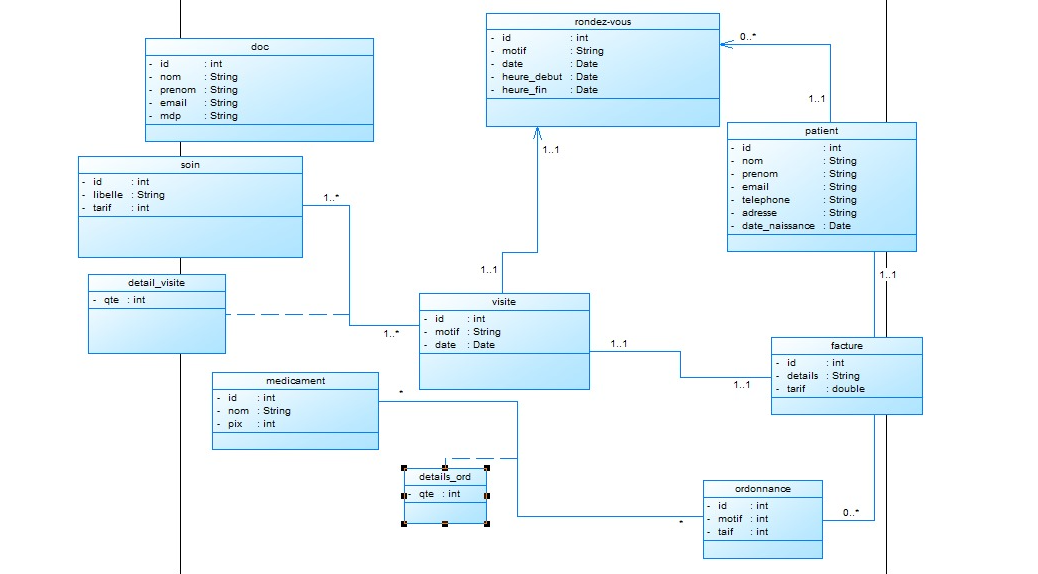 rondez-vous
- id : int
- motif : String
- date : Date
- heure_debut : Date
- heure_fin : Date
0..*
1..1
doc
- id : int
- nom : String
- prenom : String
- email : String
- mdp : String
patient
- id : int
- nom : String
- prenom : String
- email : String
- telephone : String
- adresse : String
- date_naissance : Date
1..1
soin
- id : int
- libelle : String
- tarif : int
1..*
1..1
1..1
detail_visite
- qte : int
visite
- id : int
- motif : String
- date : Date
1..*
1..1
1..1
facture
- id : int
- details : String
- tarif : double
medicament
- id : int
- nom : String
- pix : int
*
details_ord
- qte : int
ordonnance
- id : int
- motif : int
- taif : int
*
0..*